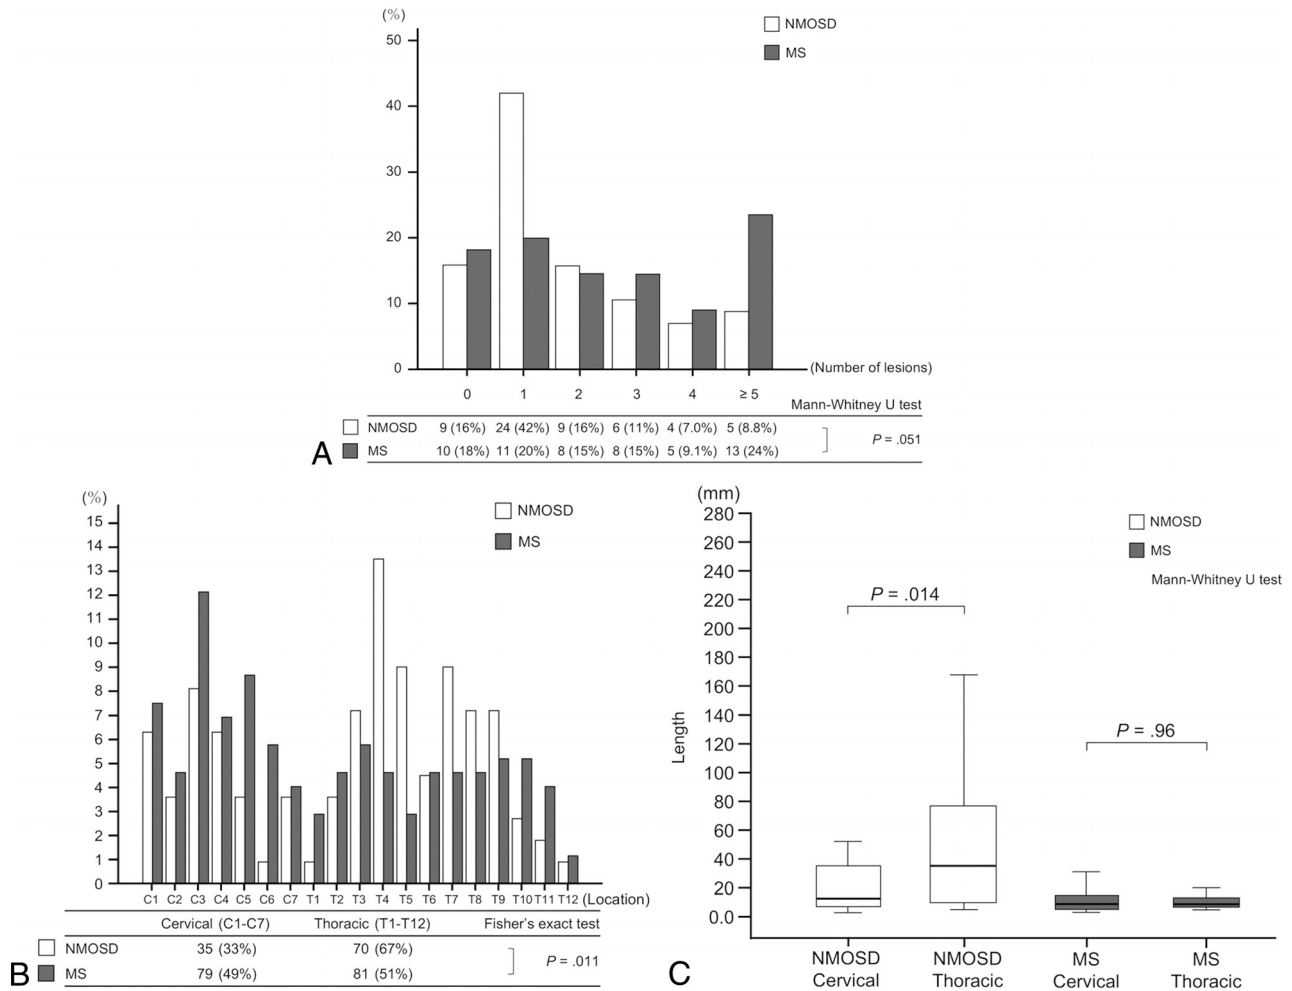 (%)
NMOSD
MS
50
40
30
20
10
0
(Number of lesions)
0 1 2 3 4 ≥ 5
Mann-Whitney U test
NMOSD 9 (16%) 24 (42%) 9 (16%) 6 (11%) 4 (7.0%) 5 (8.8%)
P = .051
MS 10 (18%) 11 (20%) 8 (15%) 8 (15%) 5 (9.1%) 13 (24%)
A
(%)
NMOSD
MS
15
14
13
12
11
10
9
8
7
6
5
4
3
2
1
0
C1 C2 C3 C4 C5 C6 C7 T1 T2 T3 T4 T5 T6 T7 T8 T9 T10 T11 T12 (Location)
Cervical (C1-C7) Thoracic (T1-T12) Fisher's exact test
NMOSD 35 (33%) 70 (67%)
P = .011
MS 79 (49%) 81 (51%)
B
(mm)
NMOSD
MS
Mann-Whitney U test
280
260
240
220
200
180
160
140
120
100
80
60
40
20
0.0
Length
P = .014
P = .96
NMOSD Cervical
NMOSD Thoracic
MS Cervical
MS Thoracic
C